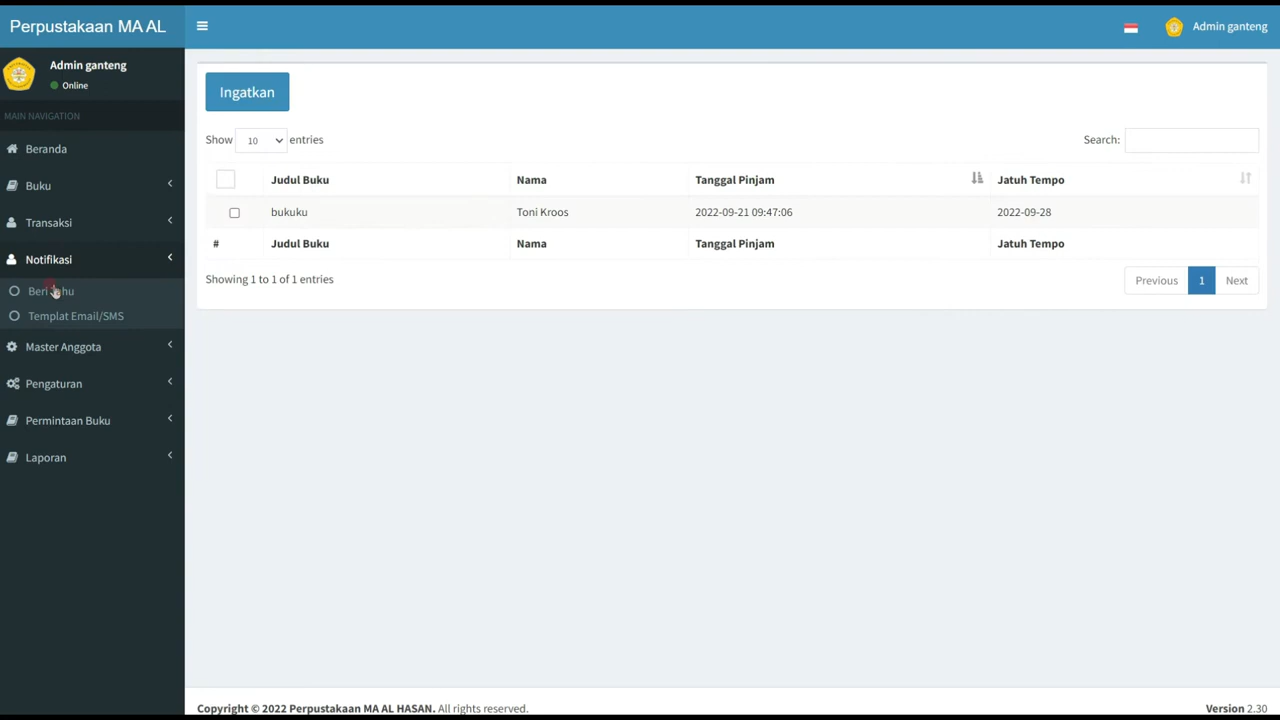 Perpustakaan MA AL
Admin ganteng
Admin ganteng
Online
MAIN NAVIGATION
Beranda
Buku
Transaksi
Notifikasi
Templat Email/SMS
Master Anggota
Pengaturan
Permintaan Buku
Laporan
Ingatkan
Show 10 entries
Search:
Judul Buku Nama Tanggal Pinjam Jatuh Tempo
bukuku Toni Kroos 2022-09-21 09:47:06 2022-09-28
# Judul Buku Nama Tanggal Pinjam Jatuh Tempo
Showing 1 to 1 of 1 entries
Previous 1 Next
Copyright © 2022 Perpustakaan MA AL HASAN. All rights reserved.
Version 2.30